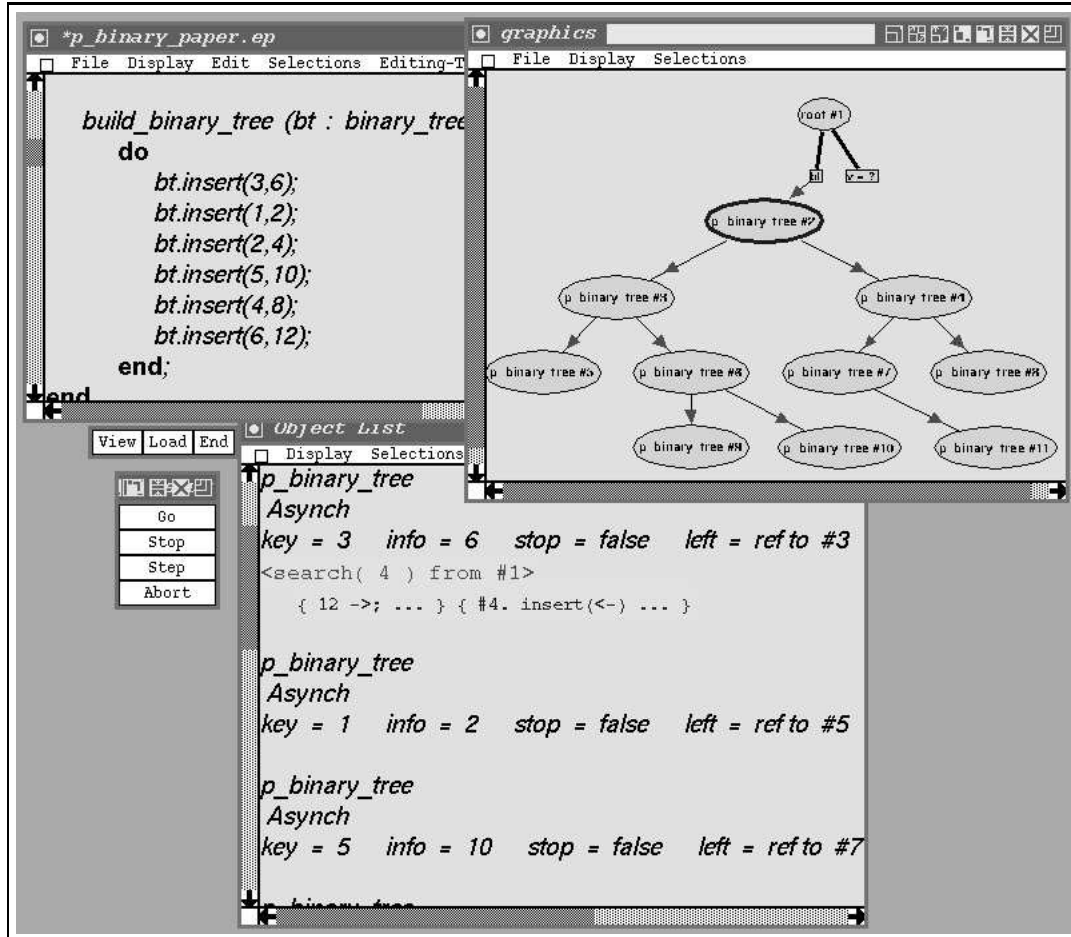 *p_binary_paper.ep
File Display Edit Selections Editing-T
build_binary_tree (bt : binary_tree
do
bt.insert(3,6);
bt.insert(1,2);
bt.insert(2,4);
bt.insert(5,10);
bt.insert(4,8);
bt.insert(6,12);
end;
end
graphics
File Display Selections
root #1
bt
v = ?
p binary tree #2
p binary tree #3
p binary tree #4
p binary tree #5
p binary tree #6
p binary tree #7
p binary tree #8
p binary tree #9
p binary tree #10
p binary tree #11
View Load End
Go
Stop
Step
Abort
Object List
Display Selections
p_binary_tree
Asynch
key = 3 info = 6 stop = false left = ref to #3
<search( 4 ) from #1>
{ 12 ->; ... } { #4. insert(<-) ... }
p_binary_tree
Asynch
key = 1 info = 2 stop = false left = ref to #5
p_binary_tree
Asynch
key = 5 info = 10 stop = false left = ref to #7
p_binary_tree